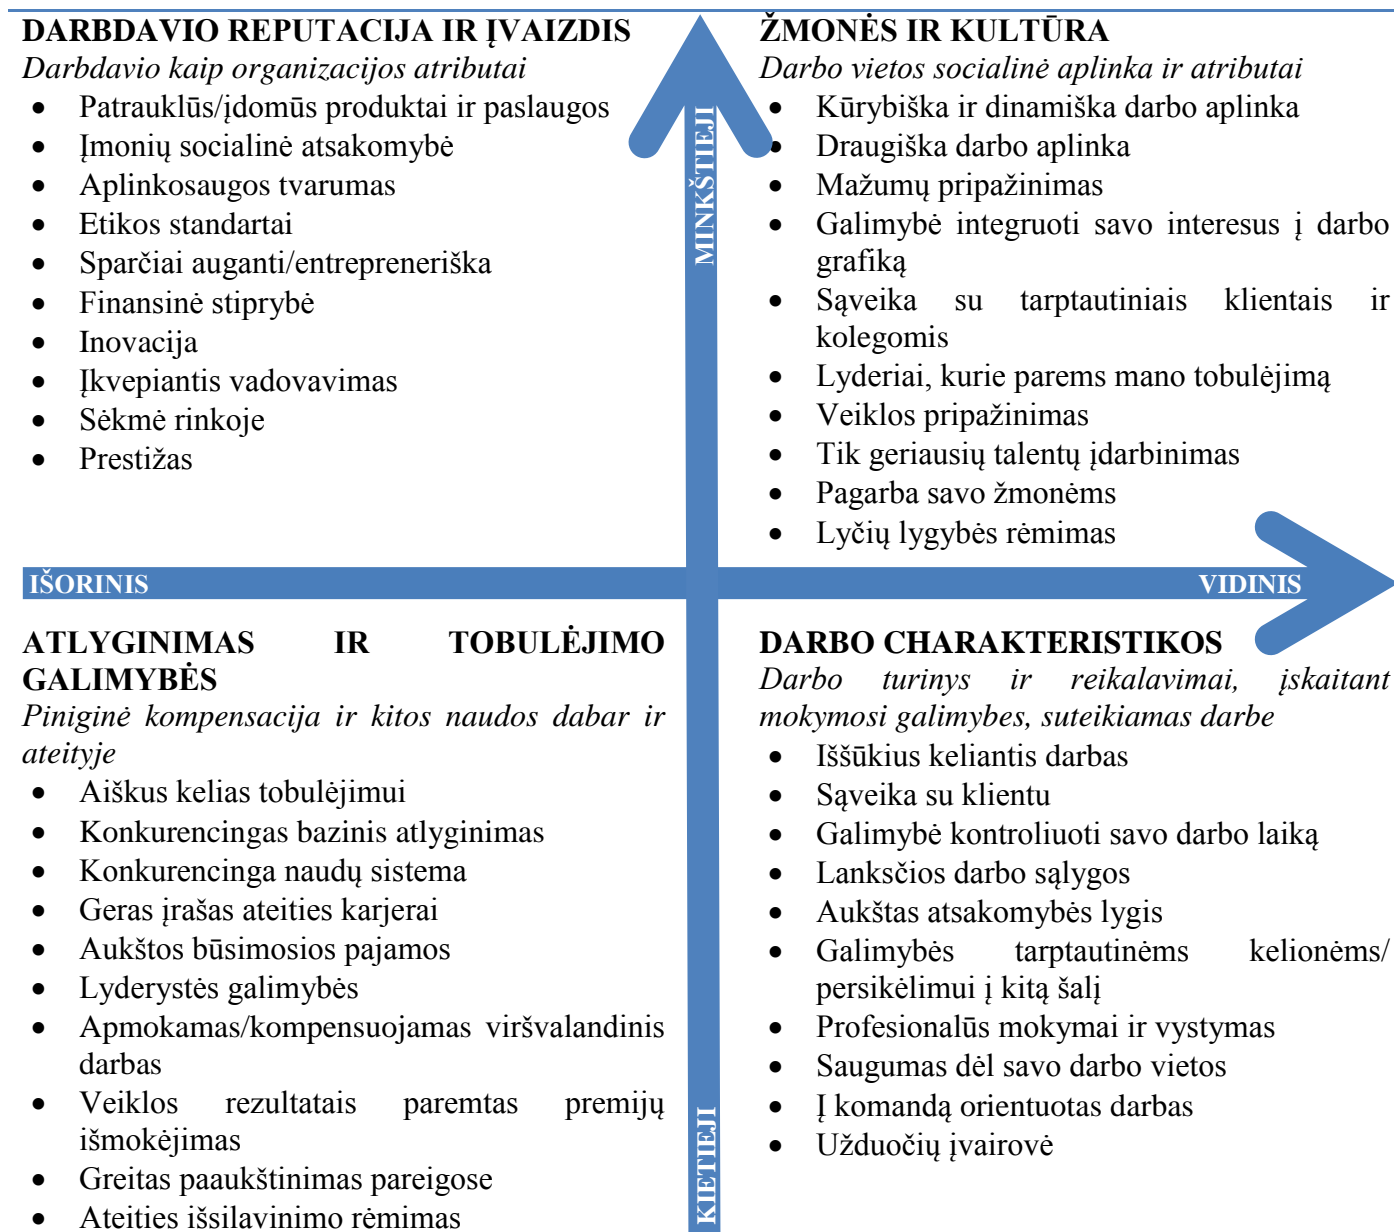 DARBDAVIO REPUTACIJA IR ĮVAIZDIS
Darbdavio kaip organizacijos atributai
• Patrauklūs/įdomūs produktai ir paslaugos
• Įmonių socialinė atsakomybė
• Aplinkosaugos tvarumas
• Etikos standartai
• Sparčiai auganti/entrepreneriška
• Finansinė stiprybė
• Inovacija
• Įkvepiantis vadovavimas
• Sėkmė rinkoje
• Prestižas
MINKŠTIEJI
ŽMONĖS IR KULTŪRA
Darbo vietos socialinė aplinka ir atributai
• Kūrybiška ir dinamiška darbo aplinka
• Draugiška darbo aplinka
• Mažumų pripažinimas
• Galimybė integruoti savo interesus į darbo
grafiką
• Sąveika su tarptautiniais klientais ir
kolegomis
• Lyderiai, kurie parems mano tobulėjimą
• Veiklos pripažinimas
• Tik geriausių talentų įdarbinimas
• Pagarba savo žmonėms
• Lyčių lygybės rėmimas
IŠORINIS
VIDINIS
ATLYGINIMAS IR TOBULĖJIMO
GALIMYBĖS
Piniginė kompensacija ir kitos naudos dabar ir
ateityje
• Aiškus kelias tobulėjimui
• Konkurencingas bazinis atlyginimas
• Konkurencinga naudų sistema
• Geras įrašas ateities karjerai
• Aukštos būsimosios pajamos
• Lyderystės galimybės
• Apmokamas/kompensuojamas viršvalandinis
darbas
• Veiklos rezultatais paremtas premijų
išmokėjimas
• Greitas paaukštinimas pareigose
• Ateities išsilavinimo rėmimas
KIETIEJI
DARBO CHARAKTERISTIKOS
Darbo turinys ir reikalavimai, įskaitant
mokymosi galimybes, suteikiamas darbe
• Iššūkius keliantis darbas
• Sąveika su klientu
• Galimybė kontroliuoti savo darbo laiką
• Lanksčios darbo sąlygos
• Aukštas atsakomybės lygis
• Galimybės tarptautinėms kelionėms/
persikėlimui į kitą šalį
• Profesionalūs mokymai ir vystymas
• Saugumas dėl savo darbo vietos
• Į komandą orientuotas darbas
• Užduočių įvairovė